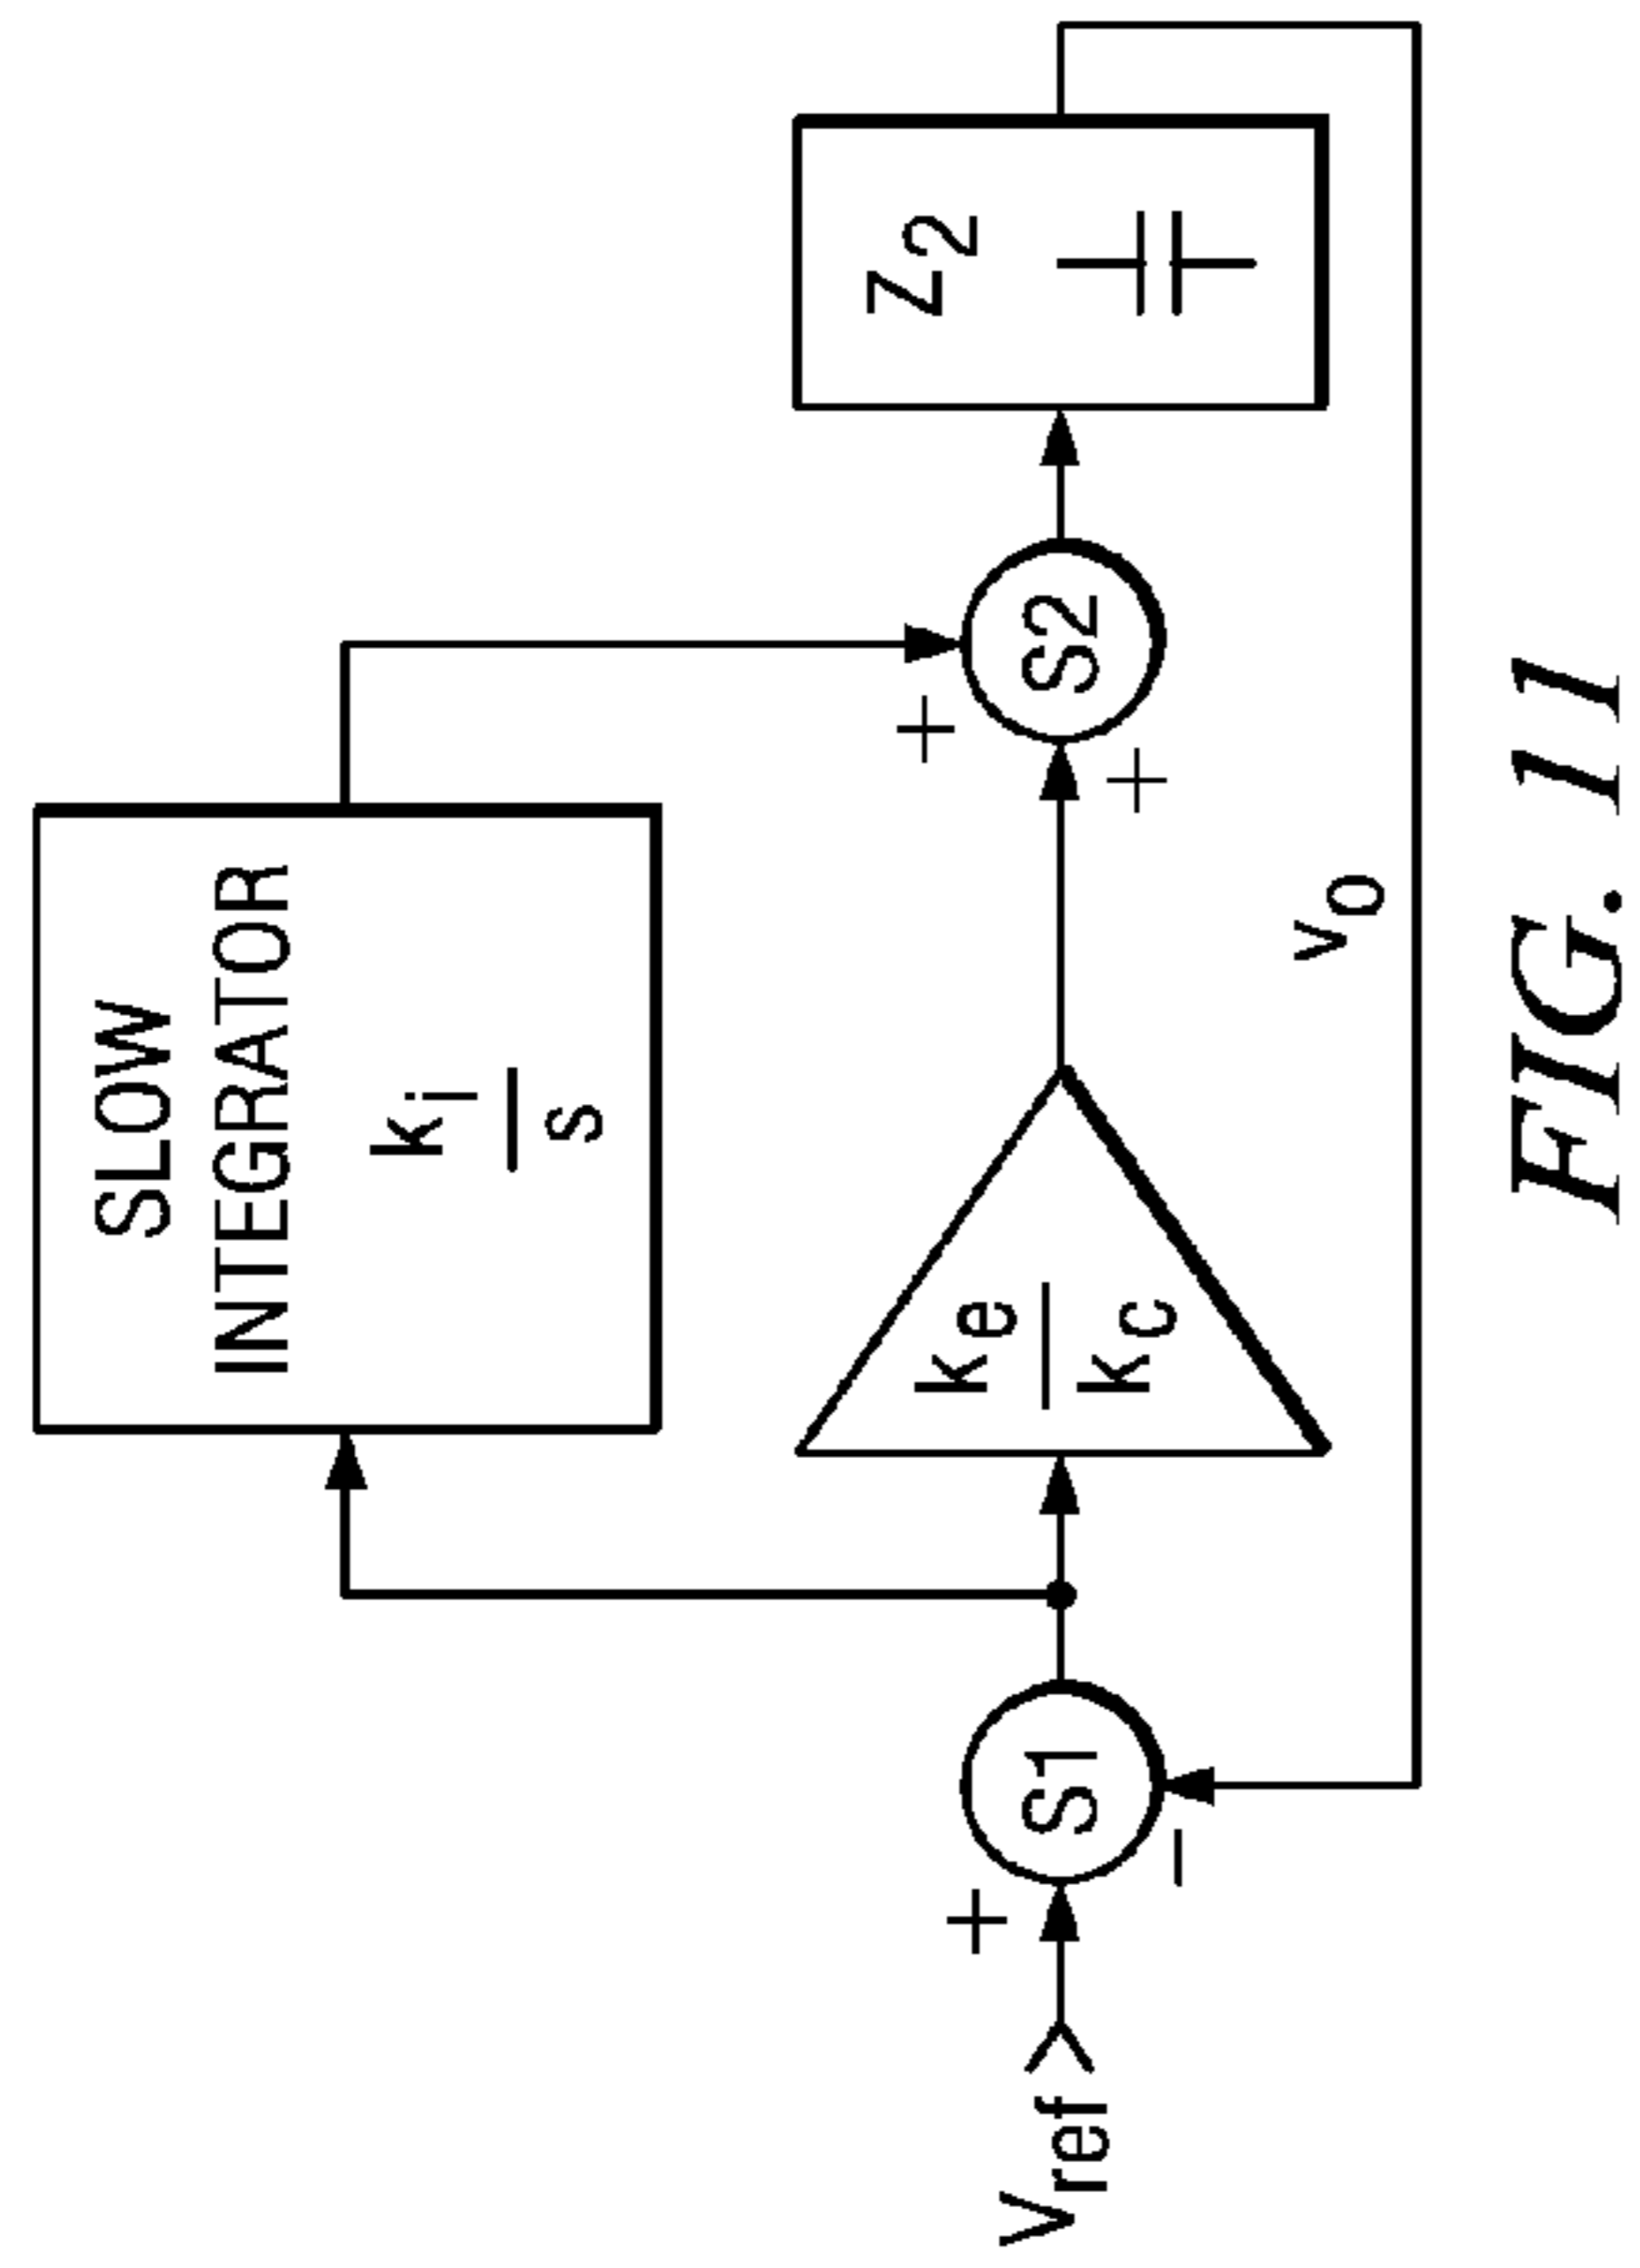 SLOW
INTEGRATOR
ki
s
Vref
+
−
S1
ke
kc
+
+
S2
Z2
vo
FIG. 11